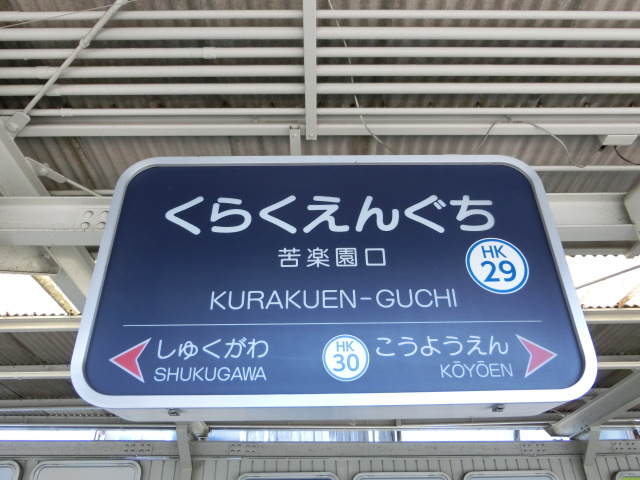 くらくえんぐち
苦楽園口
HK
29
KURAKUEN-GUCHI
しゅくがわ
SHUKUGAWA
HK
30
こうようえん
KŌYŌEN